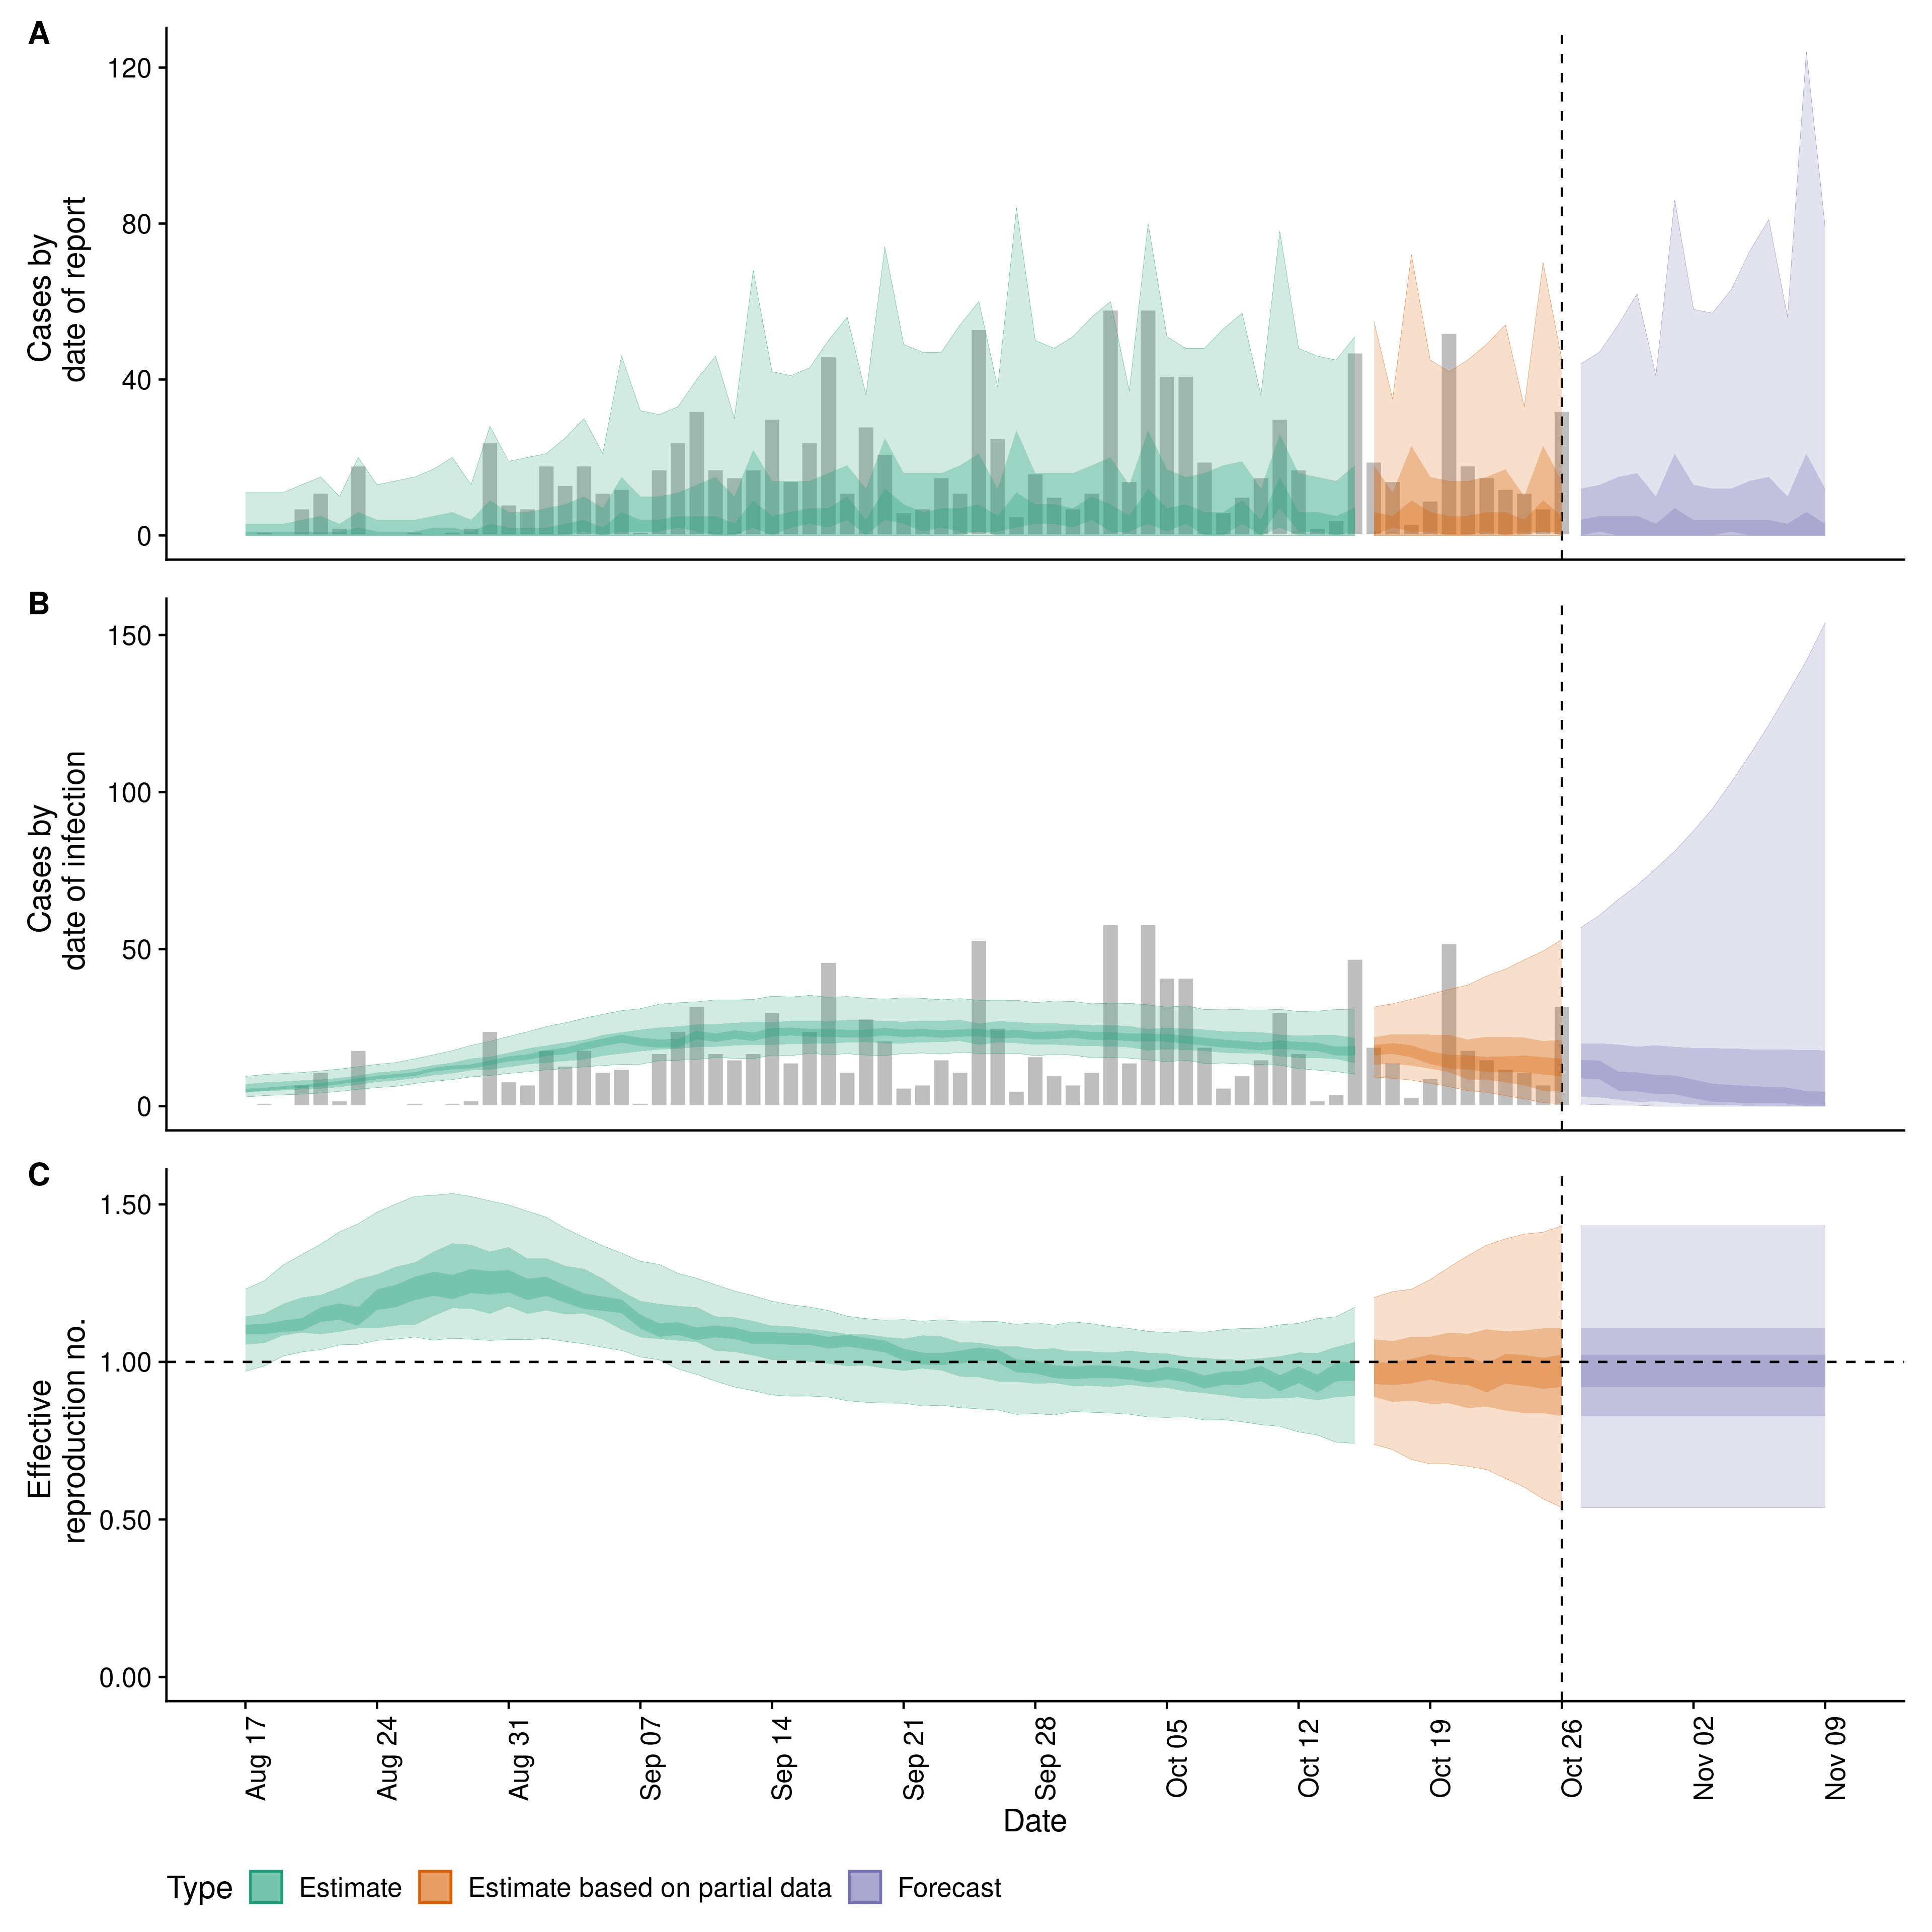 A
Cases by
date of report
120
80
40
0
B
Cases by
date of infection
150
100
50
0
C
Effective
reproduction no.
1.50
1.00
0.50
0.00
Aug 17
Aug 24
Aug 31
Sep 07
Sep 14
Sep 21
Sep 28
Oct 05
Oct 12
Oct 19
Oct 26
Nov 02
Nov 09
Date
Type
Estimate
Estimate based on partial data
Forecast